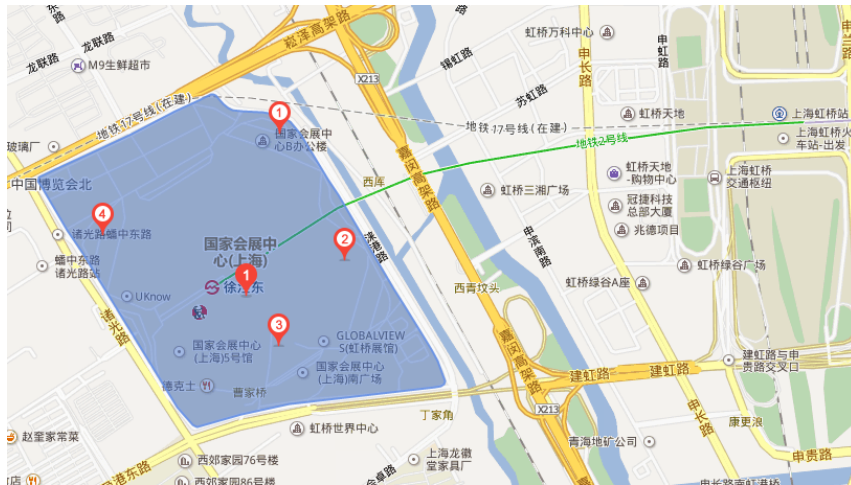 龙联路
崧泽高架路
虹桥万科中心
申长路
申虹路
龙联路
M9生鲜超市
X213
锡虹路
苏虹路
地铁17号线(在建)
1
虹桥天地
上海虹桥站
玻璃厂
国家会展中
心B办公楼
地铁17号线(在建)
嘉闵高架路
地铁2号线
上海虹桥火
车站-出发
中国博览会北
西厍
虹桥三湘广场
虹桥天地
-购物中心
上海虹桥
交通枢纽
冠捷科技
总部大厦
兆德项目
4
诸光路蟠中东路
2
涞港路
申滨南路
国家会展中
心(上海)
蟠中东路
诸光路站
1
徐泾东
虹桥绿谷广场
虹桥绿谷A座
西青坟头
UKnow
诸光路
3
GLOBALVIEW
S(虹桥展馆)
国家会展中心
(上海)5号馆
国家会展中心
(上海)南广场
嘉闵高架路
建虹路
建虹路
建虹路与申
贵路交叉口
德克士
曹家桥
X213
丁家角
申长路
康更浪
赵奎家常菜
虹桥世界中心
青海地矿公司
申贵路
上海龙徽
堂家具厂
西郊家园76号楼
西郊家园86号楼